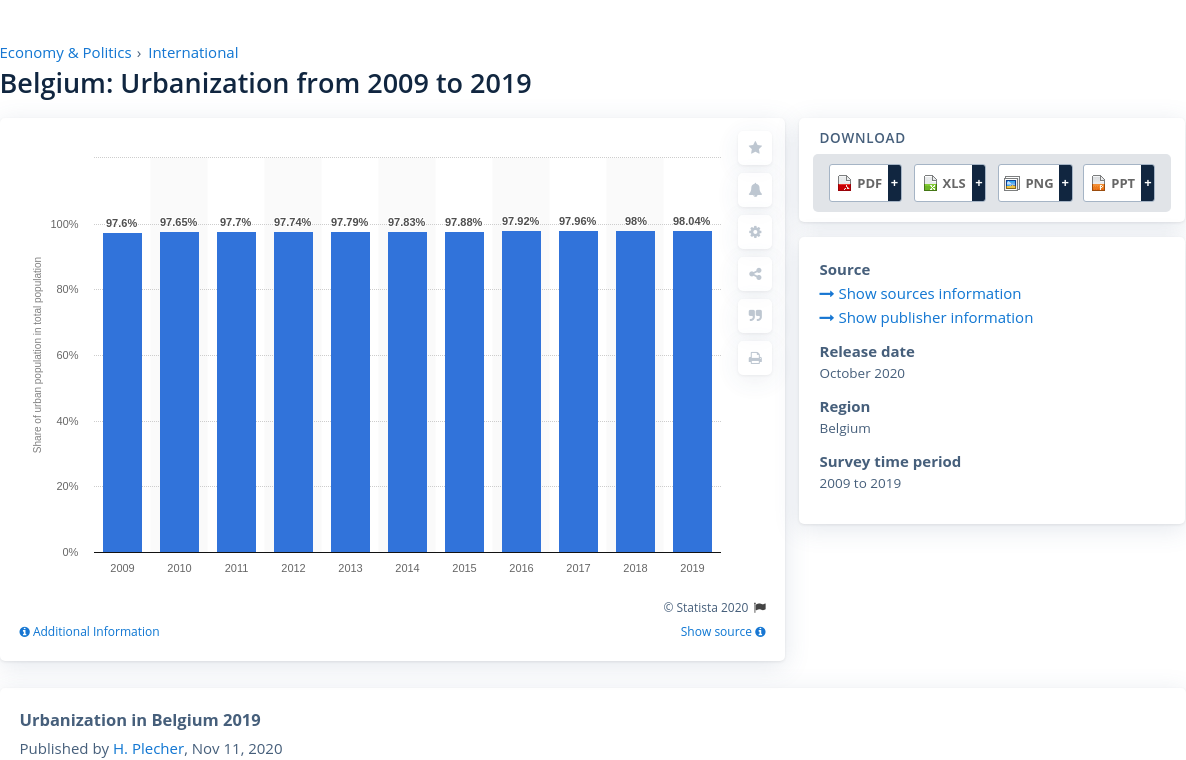 Economy & Politics › International
Belgium: Urbanization from 2009 to 2019
Share of urban population in total population
100%
80%
60%
40%
20%
0%
97.6% 97.65% 97.7% 97.74% 97.79% 97.83% 97.88% 97.92% 97.96% 98% 98.04%
2009 2010 2011 2012 2013 2014 2015 2016 2017 2018 2019
© Statista 2020
Additional Information
Show source
DOWNLOAD
PDF + XLS + PNG + PPT +
Source
Show sources information
Show publisher information
Release date
October 2020
Region
Belgium
Survey time period
2009 to 2019
Urbanization in Belgium 2019
Published by H. Plecher, Nov 11, 2020